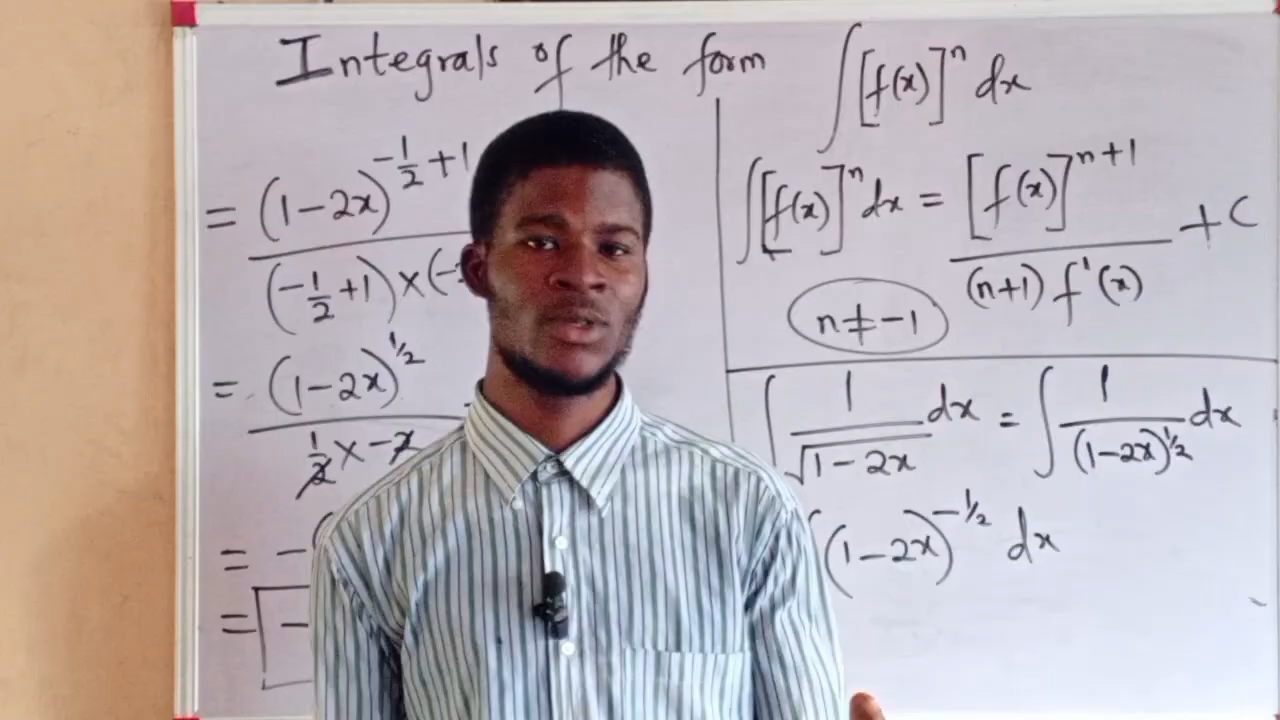 Integrals of the form ∫[f(x)]ⁿ dx
= (1-2x)^(-1/2+1)
/ (-1/2+1)×(-
= (1-2x)^(1/2)
/ 1/2 x -2
= -(
= -
∫[f(x)]ⁿ dx = [f(x)]^(n+1) / (n+1) f'(x) + C
n ≠ -1
∫ 1/√(1-2x) dx = ∫ 1/(1-2x)^(1/2) dx
(1-2x)^(-1/2) dx